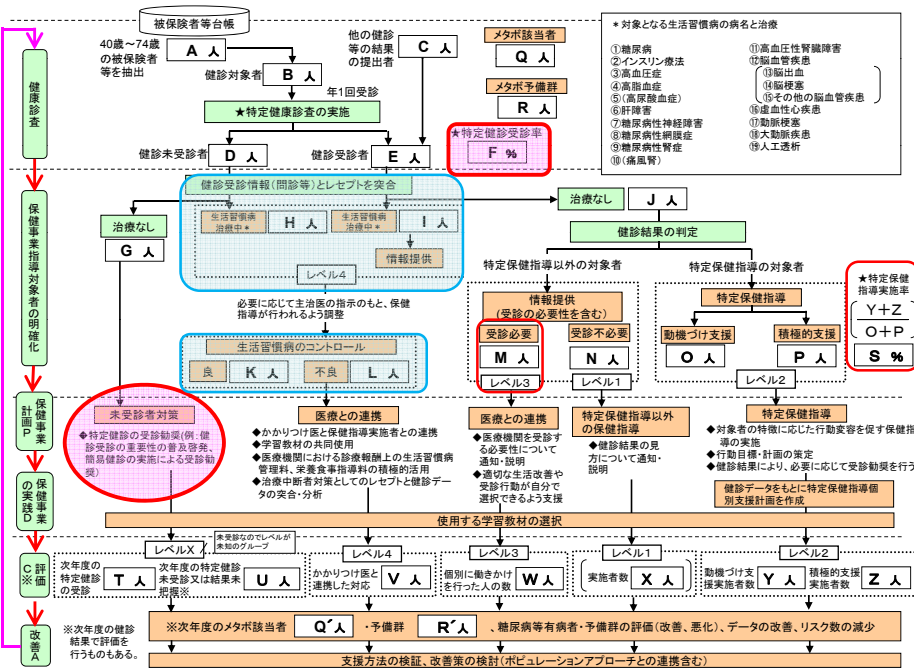 被保険者等台帳
40歳~74歳
の被保険者
等を抽出
A 人
他の健診
等の結果
の提出者
C 人
健診対象者
B 人
年1回受診
★特定健康診査の実施
健診未受診者
D 人
健診受診者
E 人
メタボ該当者
Q 人
メタボ予備群
R 人
★特定健診受診率
F %
*対象となる生活習慣病の病名と治療
①糖尿病
②インスリン療法
③高血圧症
④高脂血症
⑤(高尿酸血症)
⑥肝障害
⑦糖尿病性神経障害
⑧糖尿病性網膜症
⑨糖尿病性腎症
⑩(痛風腎)
⑪高血圧性腎臓障害
⑫脳血管疾患
⑬脳出血
⑭脳梗塞
⑮その他の脳血管疾患
⑯虚血性心疾患
⑰動脈梗塞
⑱大動脈疾患
⑲人工透析
健康診査
保健事業指導対象者の明確化
保健事業計画P
保健事業の実践D
評価C※
改善A
健診受診情報(問診等)とレセプトを突合
生活習慣病
治療中*
H 人
生活習慣病
治療中*
I 人
情報提供
レベル4
治療なし
G 人
治療なし
J 人
健診結果の判定
特定保健指導以外の対象者
特定保健指導の対象者
情報提供
(受診の必要性を含む)
受診必要
M 人
レベル3
受診不必要
N 人
レベル1
特定保健指導
動機づけ支援
O 人
積極的支援
P 人
レベル2
★特定保健
指導実施率
Y+Z
O+P
S %
必要に応じて主治医の指示のもと、保健
指導が行われるよう調整
生活習慣病のコントロール
良
K 人
不良
L 人
未受診者対策
◆特定健診の受診勧奨(例:健
診受診の重要性の普及啓発、
簡易健診の実施による受診勧
奨)
医療との連携
◆かかりつけ医と保健指導実施者との連携
◆学習教材の共同使用
◆医療機関における診療報酬上の生活習慣病
管理料、栄養食事指導料の積極的活用
◆治療中断者対策としてのレセプトと健診デー
タの突合・分析
医療との連携
◆医療機関を受診す
る必要性について
通知・説明
◆適切な生活改善や
受診行動が自分で
選択できるよう支援
特定保健指導以外
の保健指導
◆健診結果の見
方について通知・
説明
特定保健指導
◆対象者の特徴に応じた行動変容を促す保健指
導の実施
◆行動目標・計画の策定
◆健診結果により、必要に応じて受診勧奨を行う
健診データをもとに特定保健指導個
別支援計画を作成
使用する学習教材の選択
レベルX
未受診なのでレベルが
未知のグループ
次年度の
特定健診
の受診
T 人
次年度の特定健診
未受診又は結果未
把握※
U 人
レベル4
かかりつけ医と
連携した対応
V 人
レベル3
個別に働きかけ
を行った人の数
W 人
レベル1
実施者数
X 人
レベル2
動機づけ支
援実施者数
Y 人
積極的支援
実施者数
Z 人
※次年度の健診
結果で評価を
行うものもある。
※次年度のメタボ該当者 Q´人 ・予備群 R´人 、糖尿病等有病者・予備群の評価(改善、悪化)、データの改善、リスク数の減少
支援方法の検証、改善策の検討(ポピュレーションアプローチとの連携含む)